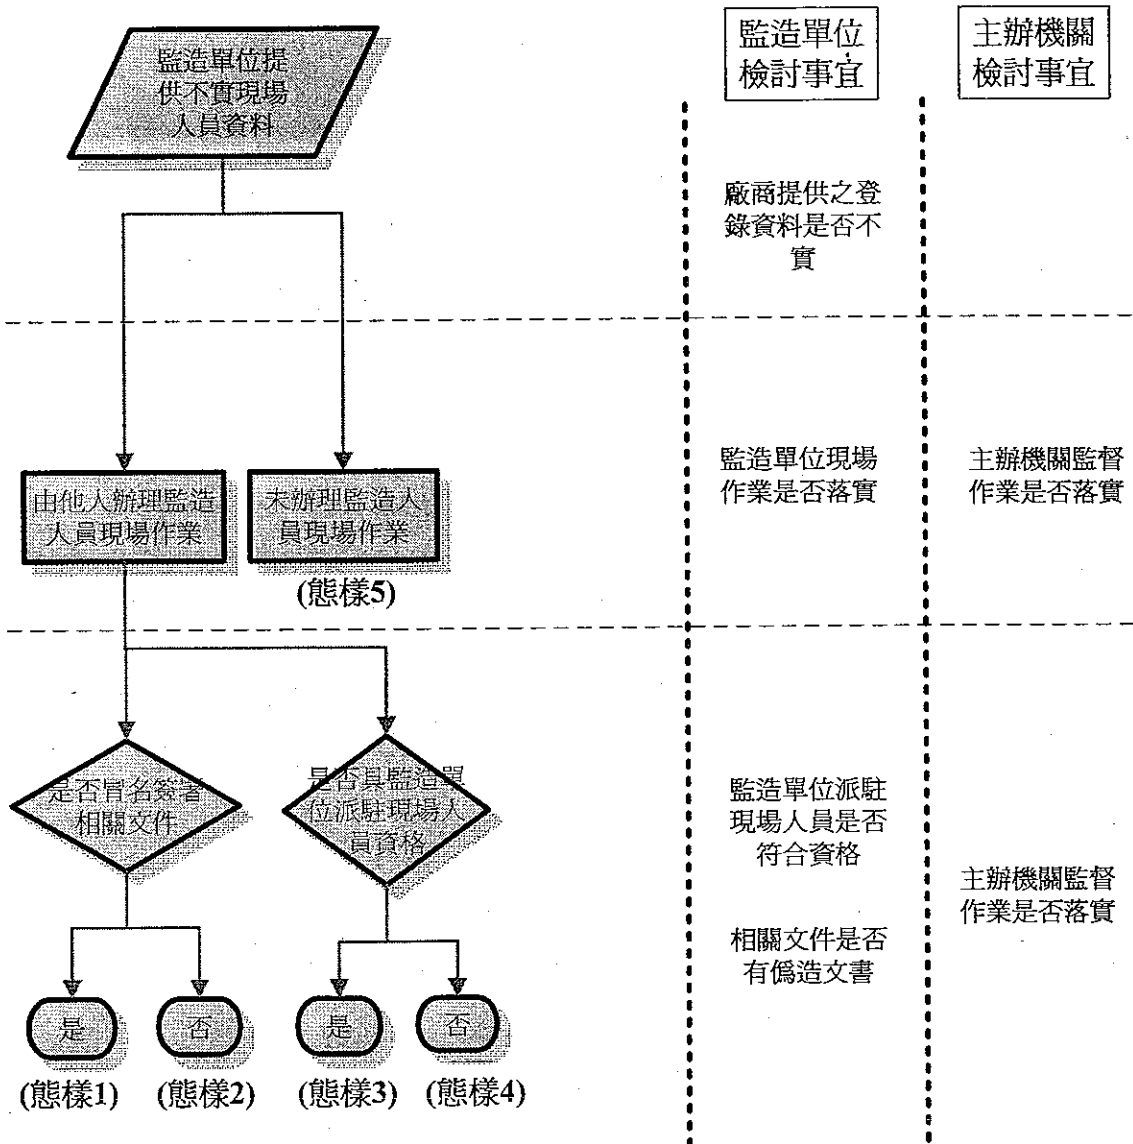 監造單位提
供不實現場
人員資料
監造單位
檢討事宜
主辦機關
檢討事宜
廠商提供之登
錄資料是否不
實
由他人辦理監造
人員現場作業
未辦理監造人
員現場作業
(態樣5)
監造單位現場
作業是否落實
主辦機關監督
作業是否落實
是否冒名簽署
相關文件
是否具監造單
位派駐現場人
員資格
監造單位派駐
現場人員是否
符合資格
相關文件是否
有偽造文書
主辦機關監督
作業是否落實
是
否
是
否
(態樣1)
(態樣2)
(態樣3)
(態樣4)